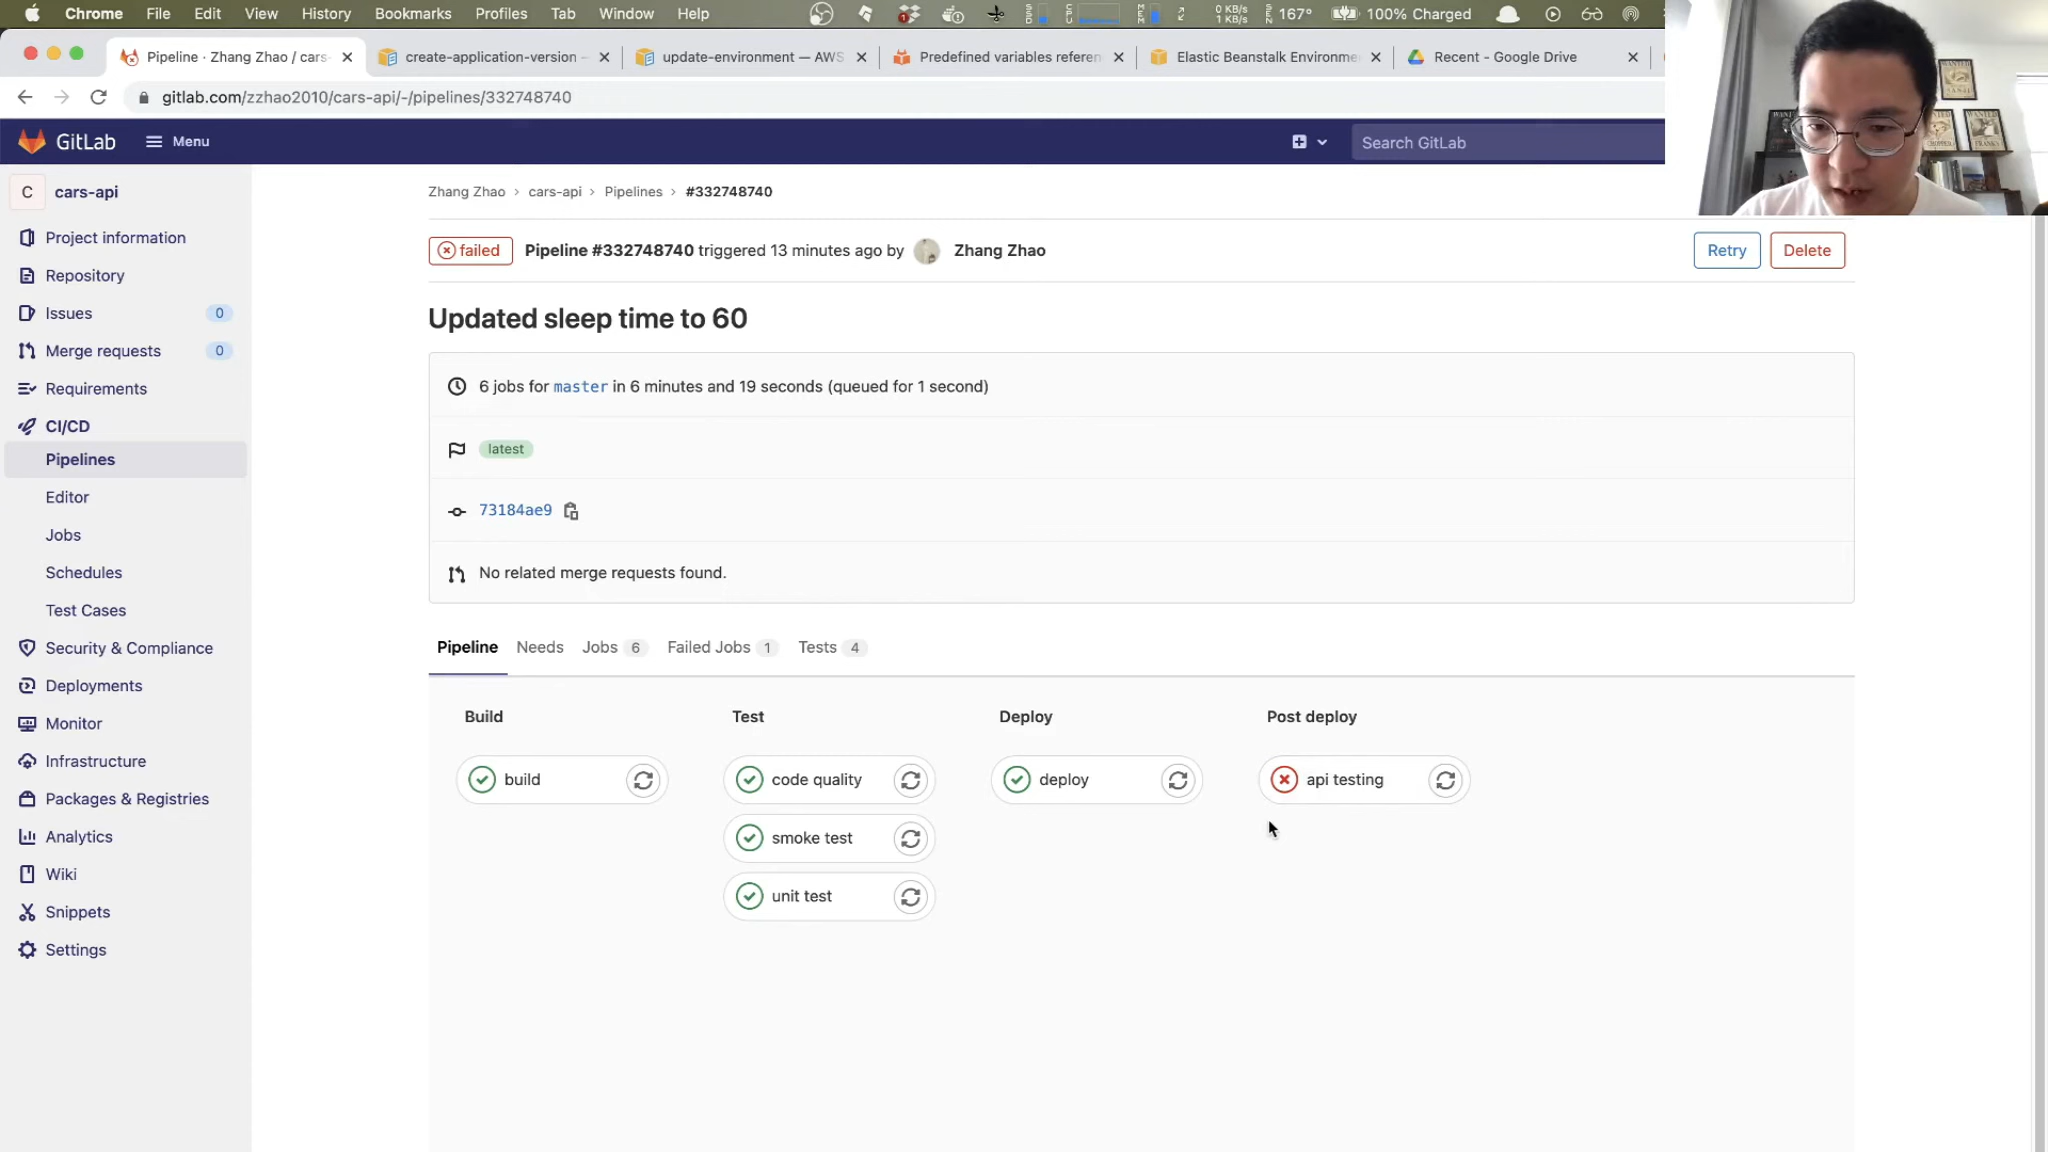 Chrome File Edit View History Bookmarks Profiles Tab Window Help 0 KB/s 1 KB/s 167° 100% Charged
Pipeline · Zhang Zhao / cars- create-application-version – update-environment — AWS Predefined variables referen Elastic Beanstalk Environme Recent - Google Drive
gitlab.com/zzhao2010/cars-api/-/pipelines/332748740
GitLab Menu Search GitLab
C cars-api
Project information
Repository
Issues 0
Merge requests 0
Requirements
CI/CD
Pipelines
Editor
Jobs
Schedules
Test Cases
Security & Compliance
Deployments
Monitor
Infrastructure
Packages & Registries
Analytics
Wiki
Snippets
Settings
Zhang Zhao › cars-api › Pipelines › #332748740
failed Pipeline #332748740 triggered 13 minutes ago by Zhang Zhao Retry Delete
Updated sleep time to 60
6 jobs for master in 6 minutes and 19 seconds (queued for 1 second)
latest
73184ae9
No related merge requests found.
Pipeline Needs Jobs 6 Failed Jobs 1 Tests 4
Build Test Deploy Post deploy
build code quality deploy api testing
smoke test
unit test